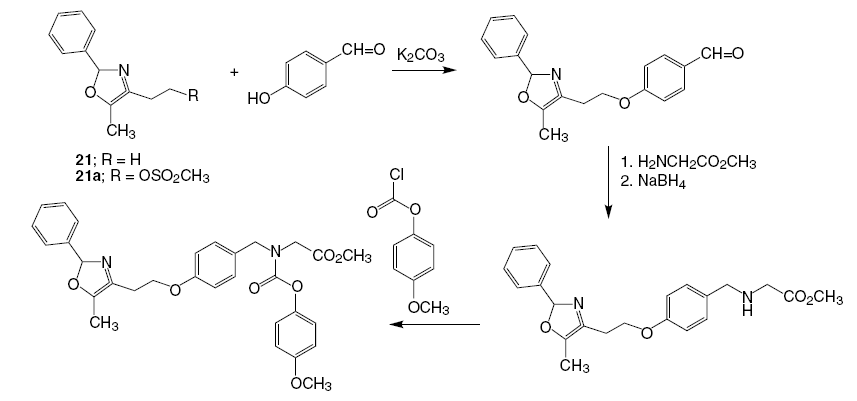 N
O
R
CH3
21; R = H
21a; R = OSO2CH3
+
HO
CH=O
K2CO3
N
O
O
CH=O
CH3
1. H2NCH2CO2CH3
2. NaBH4
Cl
O
O
OCH3
N
O
O
CH3
N
CO2CH3
O
O
OCH3
N
O
O
CH3
N
H
CO2CH3